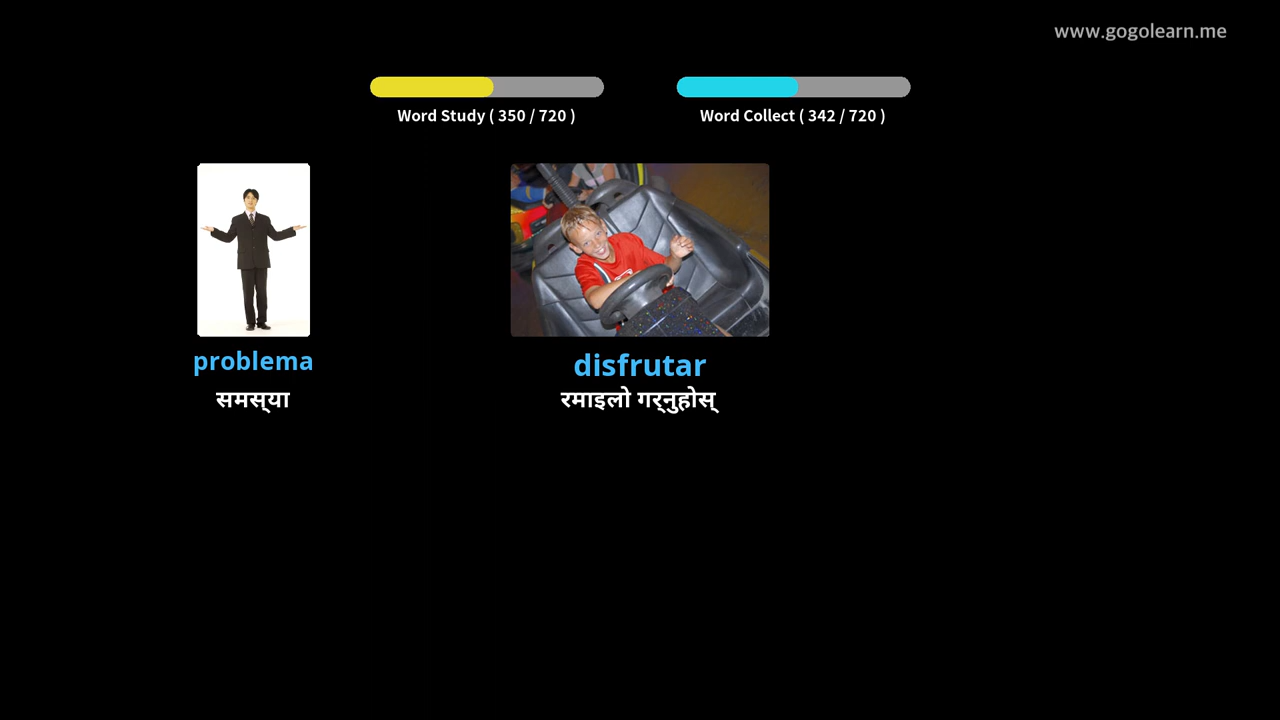 www.gogolearn.me
Word Study ( 350 / 720 )
Word Collect ( 342 / 720 )
problema
समस्‌या
disfrutar
रमाइलो गर्‌नुहोस्